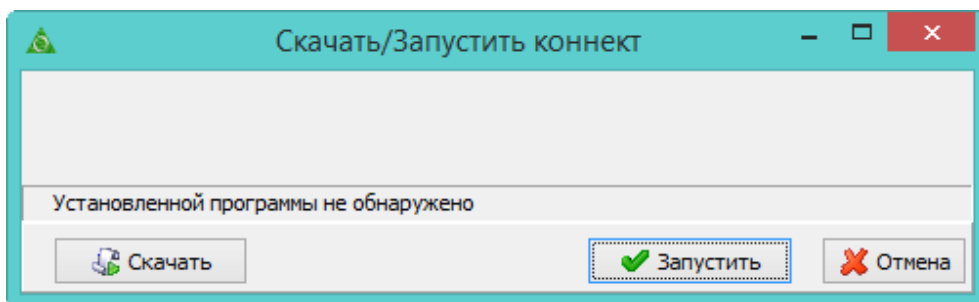 Скачать/Запустить коннект
Установленной программы не обнаружено
Скачать Запустить Отмена